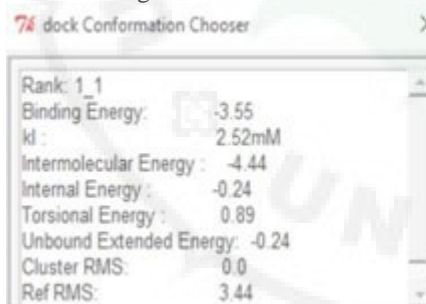 dock Conformation Chooser
Rank: 1_1
Binding Energy: -3.55
kI : 2.52mM
Intermolecular Energy : -4.44
Internal Energy : -0.24
Torsional Energy : 0.89
Unbound Extended Energy: -0.24
Cluster RMS: 0.0
Ref RMS: 3.44